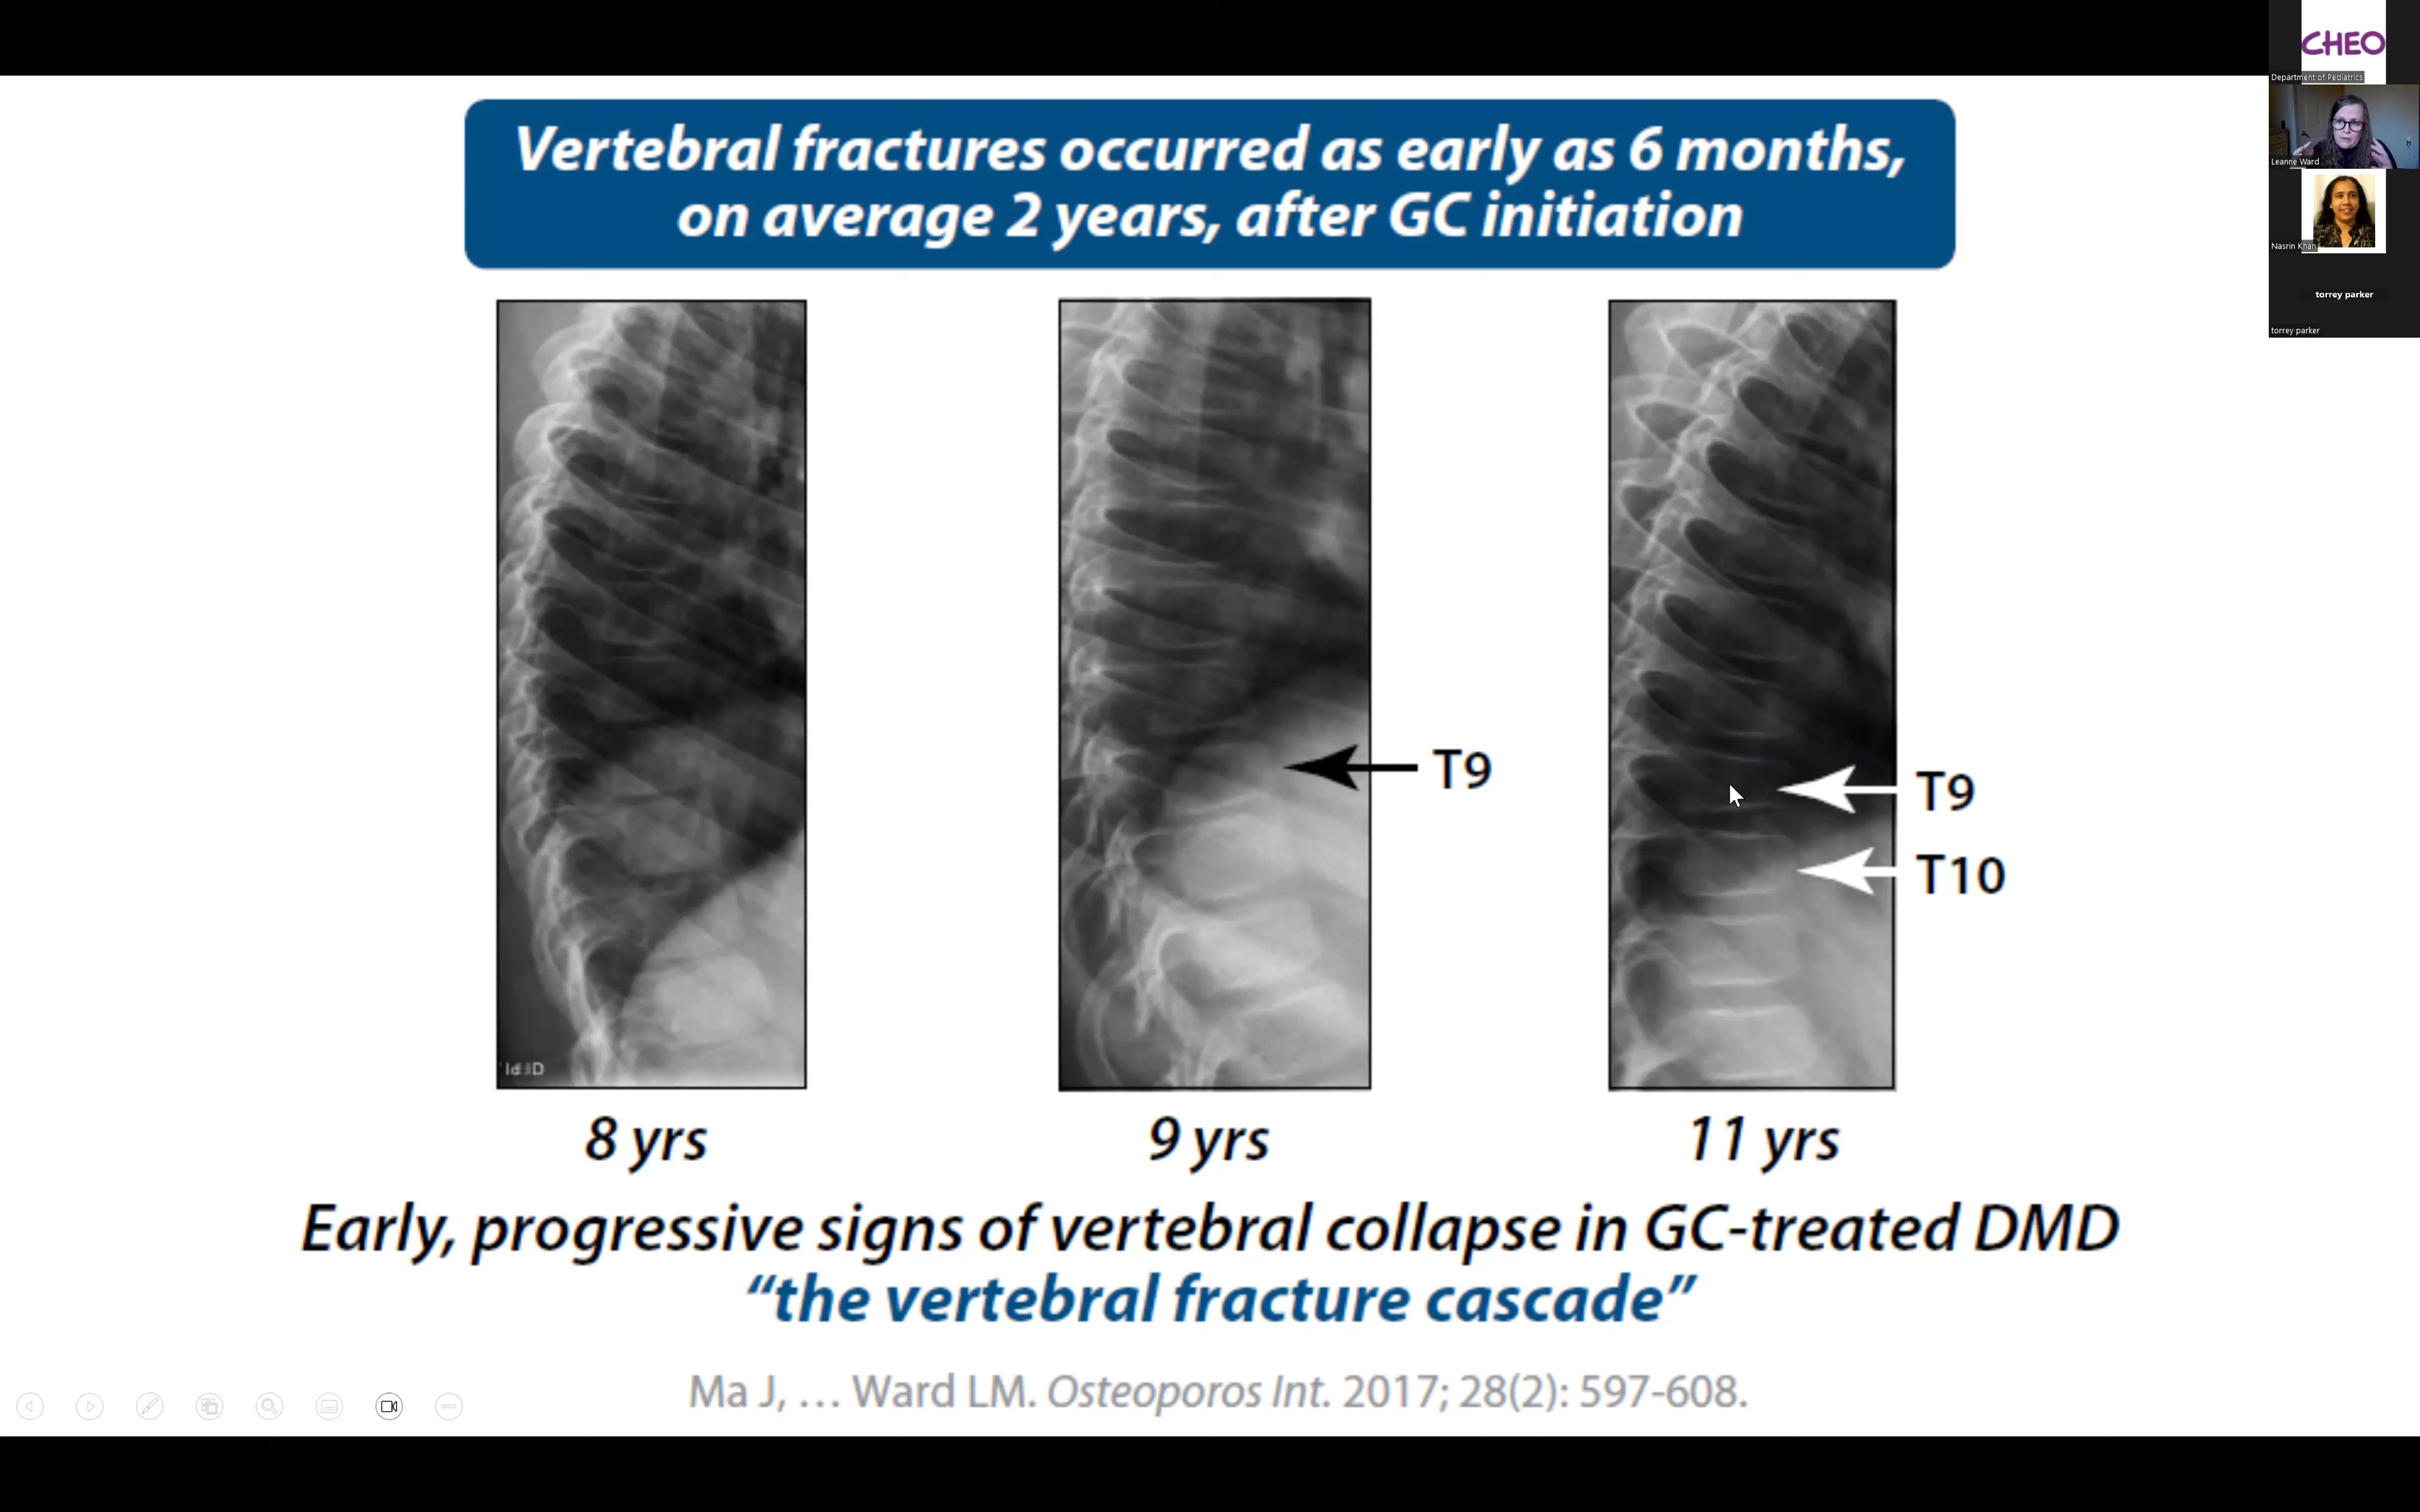 CHEO
Department of Pediatrics
Leanne Ward
Nasrin Khan
torrey parker
torrey parker
Vertebral fractures occurred as early as 6 months,
on average 2 years, after GC initiation
T9
T9
T10
8 yrs
9 yrs
11 yrs
Early, progressive signs of vertebral collapse in GC-treated DMD
“the vertebral fracture cascade”
Ma J, … Ward LM. Osteoporos Int. 2017; 28(2): 597-608.